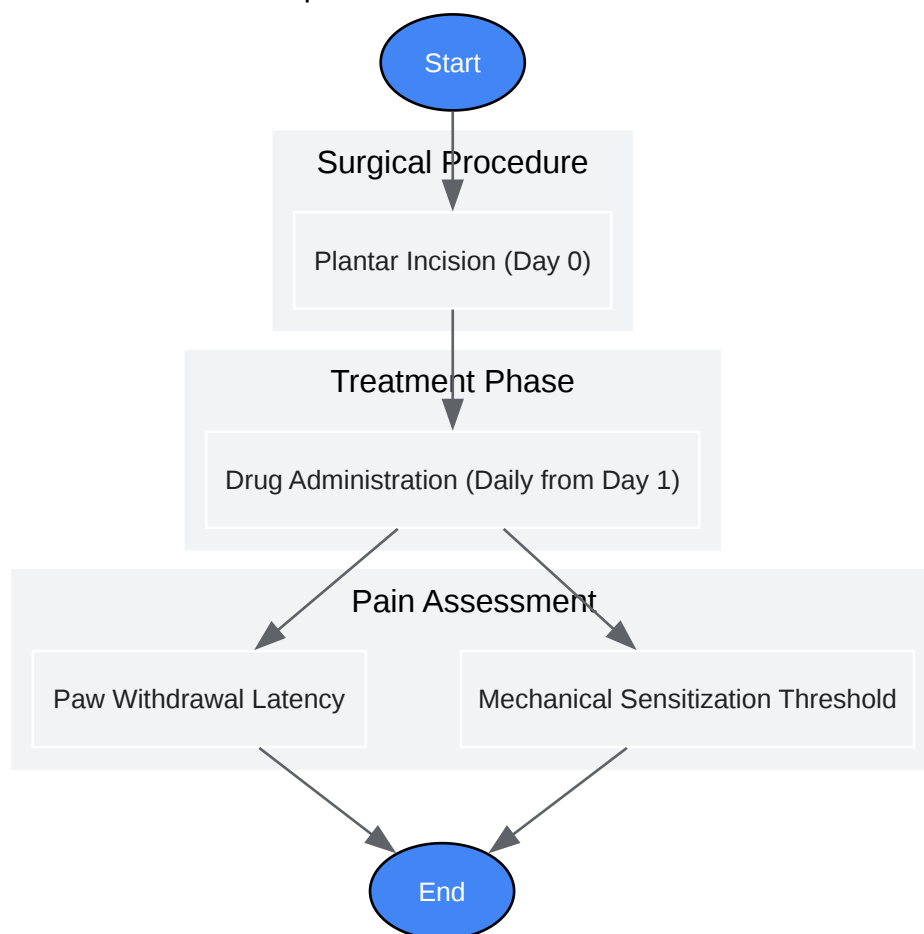 Start
Surgical Procedure
Plantar Incision (Day 0)
Treatment Phase
Drug Administration (Daily from Day 1)
Pain Assessment
Paw Withdrawal Latency
Mechanical Sensitization Threshold
End